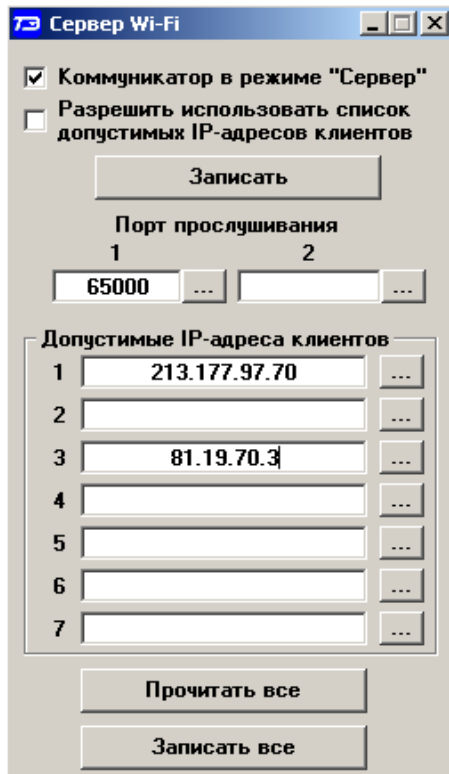 ТЭ Сервер Wi-Fi
Коммуникатор в режиме "Сервер"
Разрешить использовать список
допустимых IP-адресов клиентов
Записать
Порт прослушивания
1 2
65000 ... ...
Допустимые IP-адреса клиентов
1 213.177.97.70 ...
2 ...
3 81.19.70.3 ...
4 ...
5 ...
6 ...
7 ...
Прочитать все
Записать все